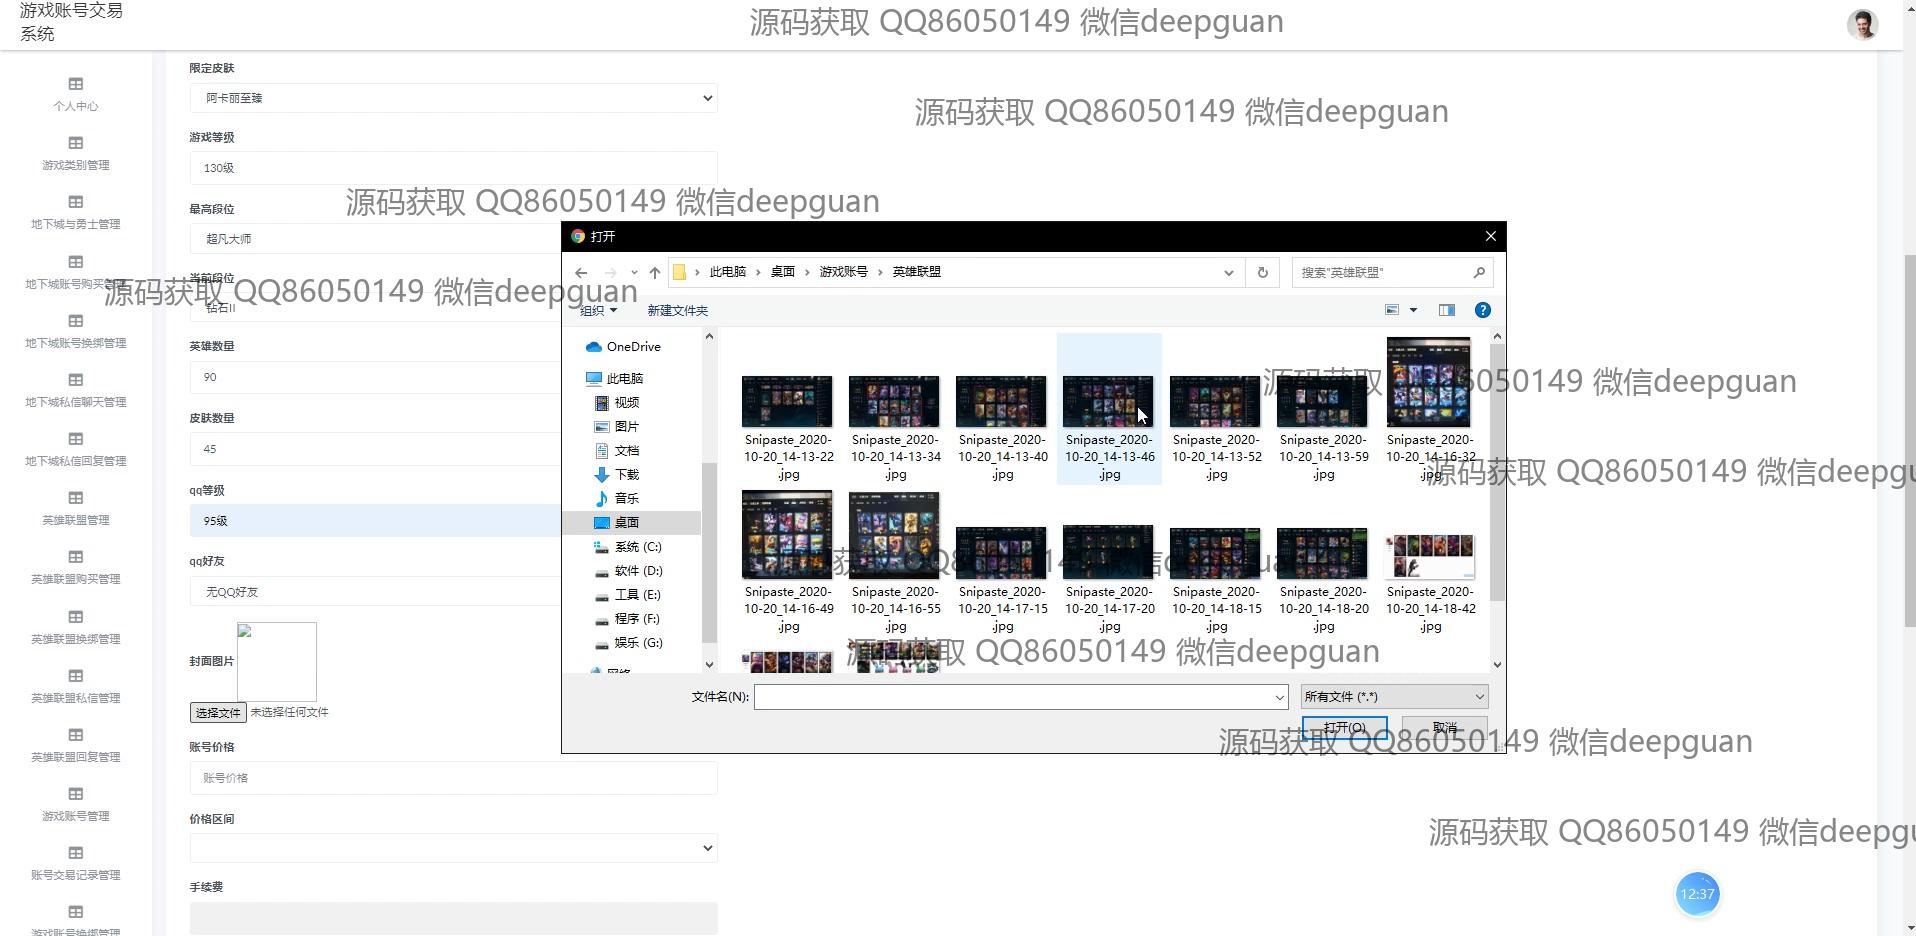 游戏账号交易
系统
源码获取 QQ86050149 微信deepguan
个人中心
游戏类别管理
地下城与勇士管理
地下城账号购买管理
地下城账号换绑管理
地下城私信聊天管理
地下城私信回复管理
英雄联盟管理
英雄联盟购买管理
英雄联盟换绑管理
英雄联盟私信管理
英雄联盟回复管理
游戏账号管理
账号交易记录管理
游戏账号换绑管理
限定皮肤
阿卡丽至臻
源码获取 QQ86050149 微信deepguan
游戏等级
130级
源码获取 QQ86050149 微信deepguan
最高段位
超凡大师
当前段位
源码获取 QQ86050149 微信deepguan
钻石II
英雄数量
90
皮肤数量
45
qq等级
95级
qq好友
无QQ好友
封面图片
选择文件 未选择任何文件
账号价格
账号价格
价格区间
手续费
打开
此电脑 › 桌面 › 游戏账号 › 英雄联盟
搜索"英雄联盟"
组织 新建文件夹
OneDrive
此电脑
视频
图片
文档
下载
音乐
桌面
系统 (C:)
软件 (D:)
工具 (E:)
程序 (F:)
娱乐 (G:)
网络
源码获取 QQ86050149 微信deepguan
Snipaste_2020-10-20_14-13-22.jpg
Snipaste_2020-10-20_14-13-34.jpg
Snipaste_2020-10-20_14-13-40.jpg
Snipaste_2020-10-20_14-13-46.jpg
Snipaste_2020-10-20_14-13-52.jpg
Snipaste_2020-10-20_14-13-59.jpg
Snipaste_2020-10-20_14-16-32.jpg
源码获取 QQ86050149 微信deepgu
Snipaste_2020-10-20_14-16-49.jpg
Snipaste_2020-10-20_14-16-55.jpg
Snipaste_2020-10-20_14-17-15.jpg
Snipaste_2020-10-20_14-17-20.jpg
Snipaste_2020-10-20_14-18-15.jpg
Snipaste_2020-10-20_14-18-20.jpg
Snipaste_2020-10-20_14-18-42.jpg
源码获取 QQ86050149 微信deepguan
文件名(N):
所有文件 (*.*)
打开(O) 取消
源码获取 QQ86050149 微信deepguan
源码获取 QQ86050149 微信deepgu
12:37